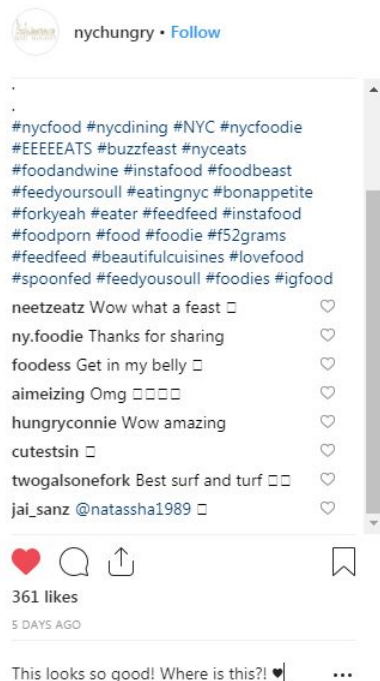 nychungry • Follow
.
.
#nycfood #nycdining #NYC #nycfoodie
#EEEEEATS #buzzfeast #nyceats
#foodandwine #instafood #foodbeast
#feedyoursoull #eatingnyc #bonappetite
#forkyeah #eater #feedfeed #instafood
#foodporn #food #foodie #f52grams
#feedfeed #beautifulcuisines #lovefood
#spoonfed #feedyousoull #foodies #igfood
neetzeatz Wow what a feast □
ny.foodie Thanks for sharing
foodess Get in my belly □
aimeizing Omg □□□□
hungryconnie Wow amazing
cutestsin □
twogalsonefork Best surf and turf □□
jai_sanz @natassha1989 □
361 likes
5 DAYS AGO
This looks so good! Where is this?! ♥